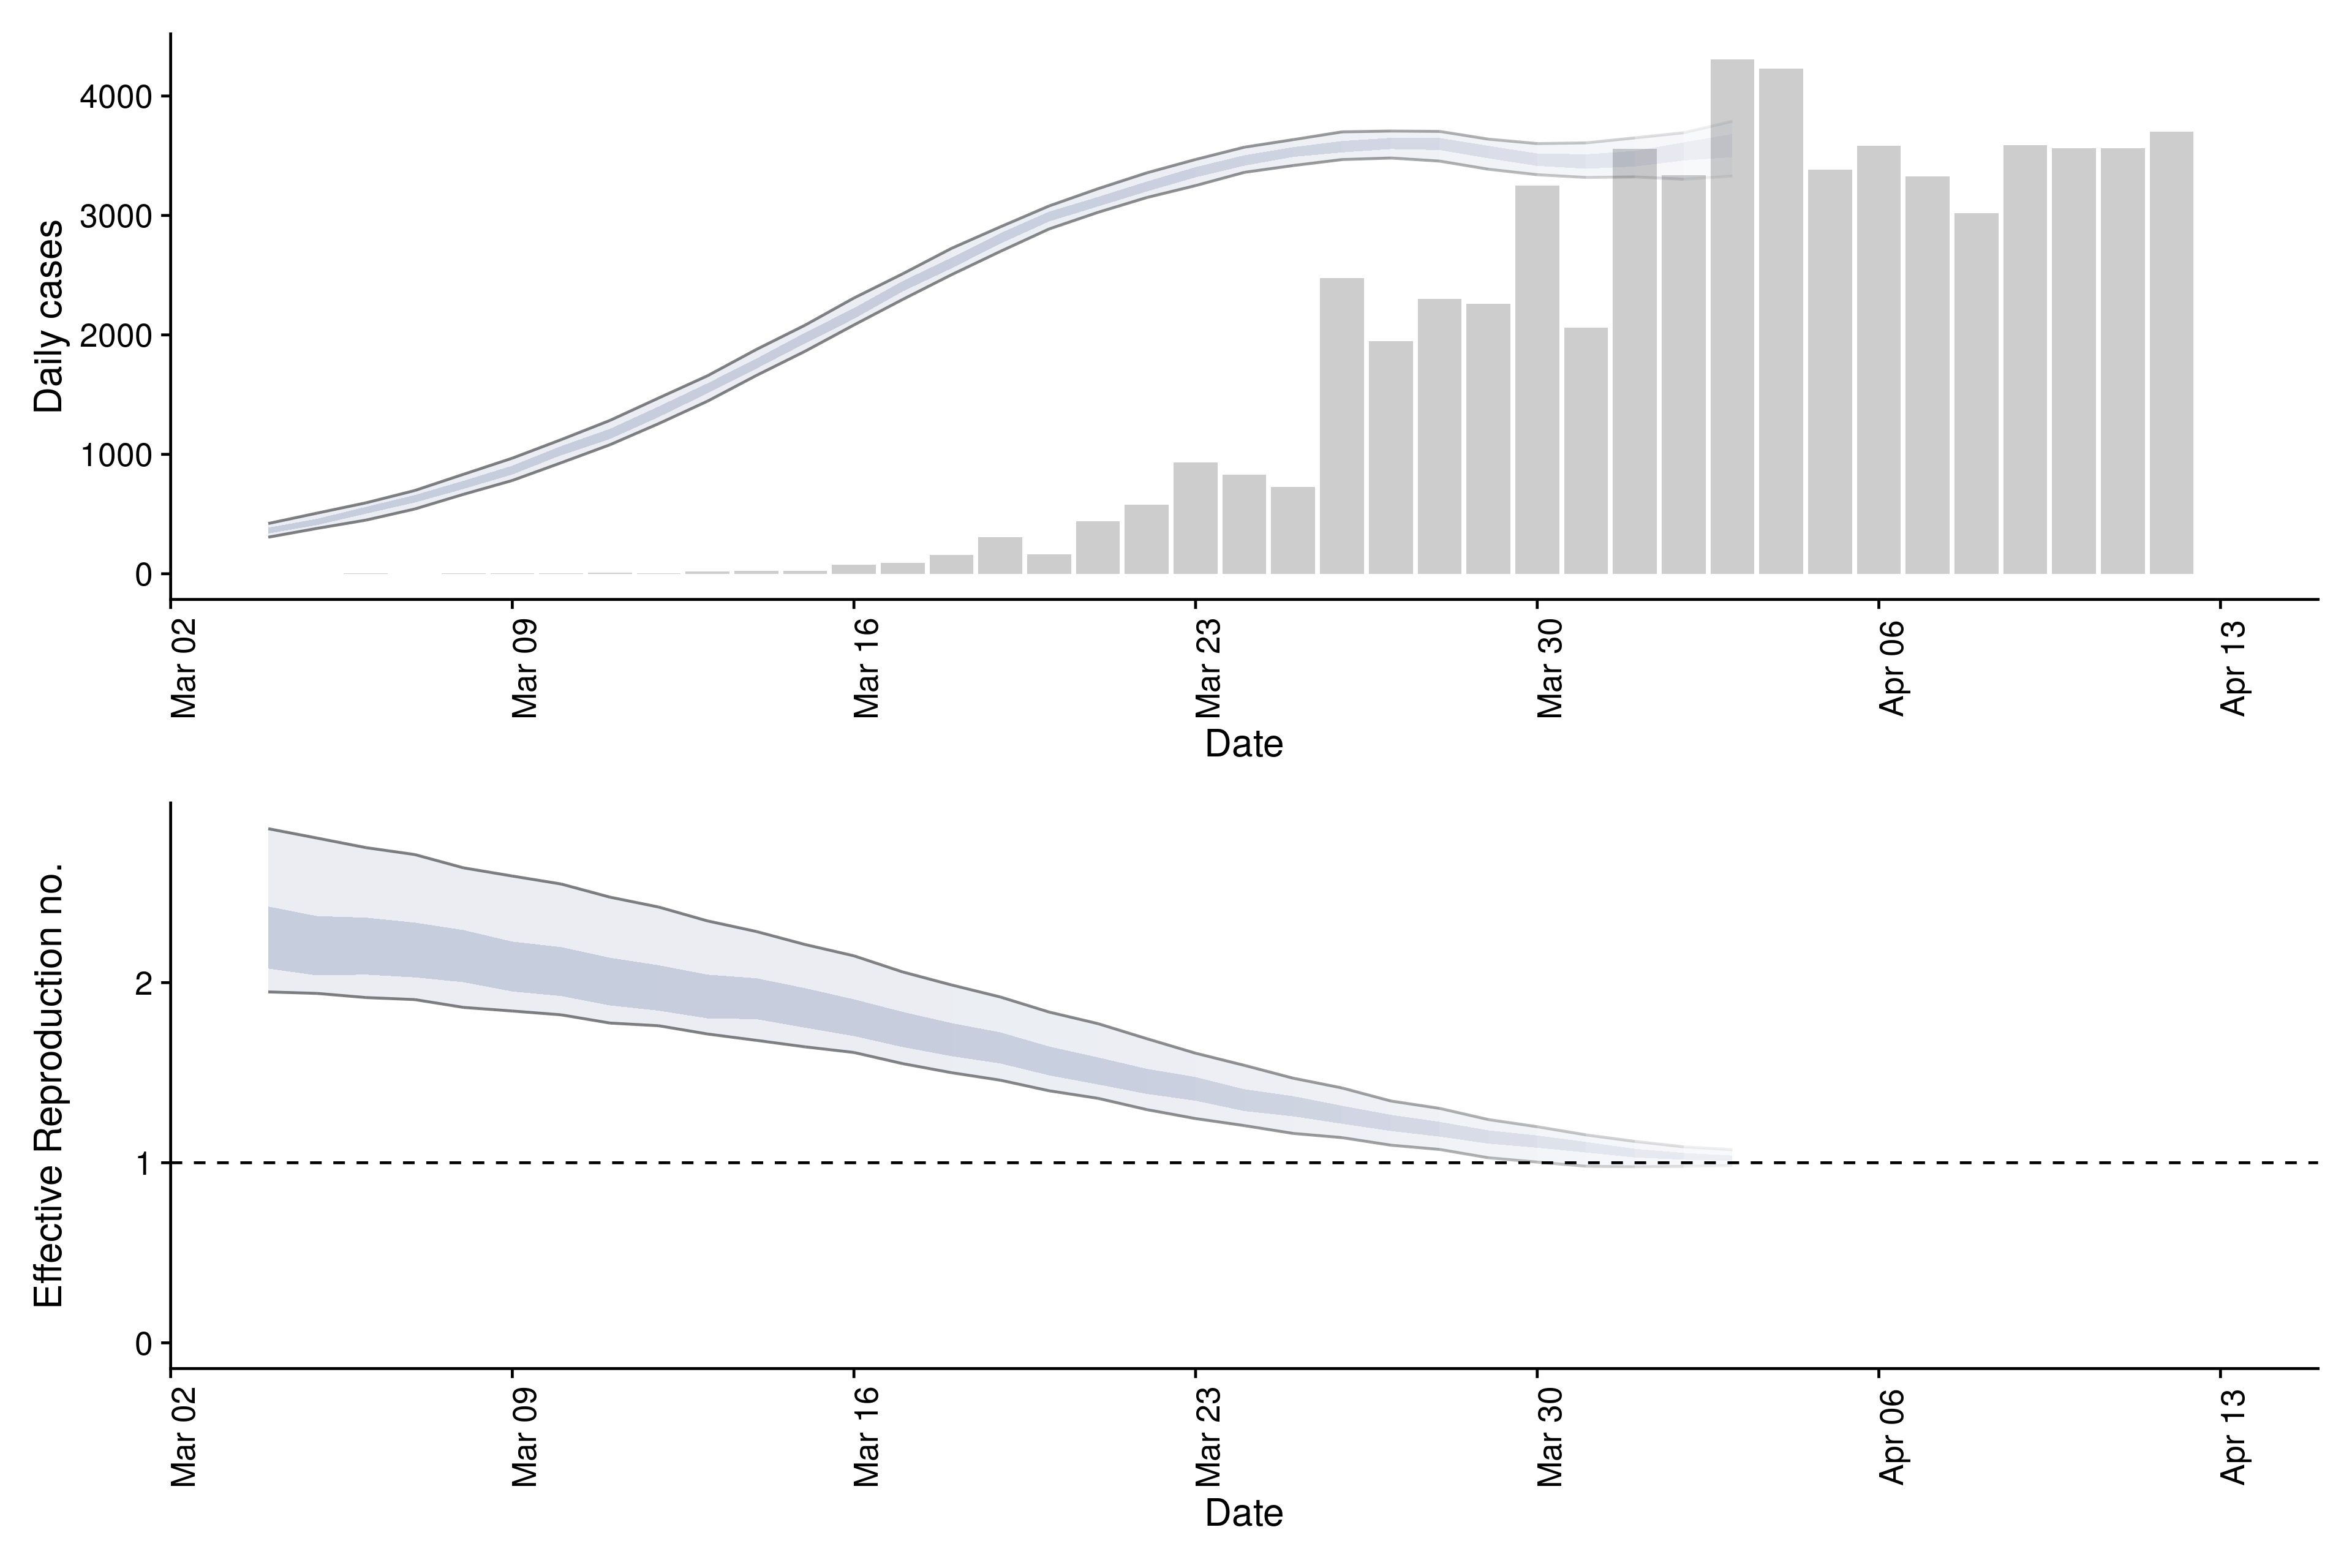 Daily cases
4000
3000
2000
1000
0
Mar 02
Mar 09
Mar 16
Mar 23
Mar 30
Apr 06
Apr 13
Date
Effective Reproduction no.
2
1
0
Mar 02
Mar 09
Mar 16
Mar 23
Mar 30
Apr 06
Apr 13
Date